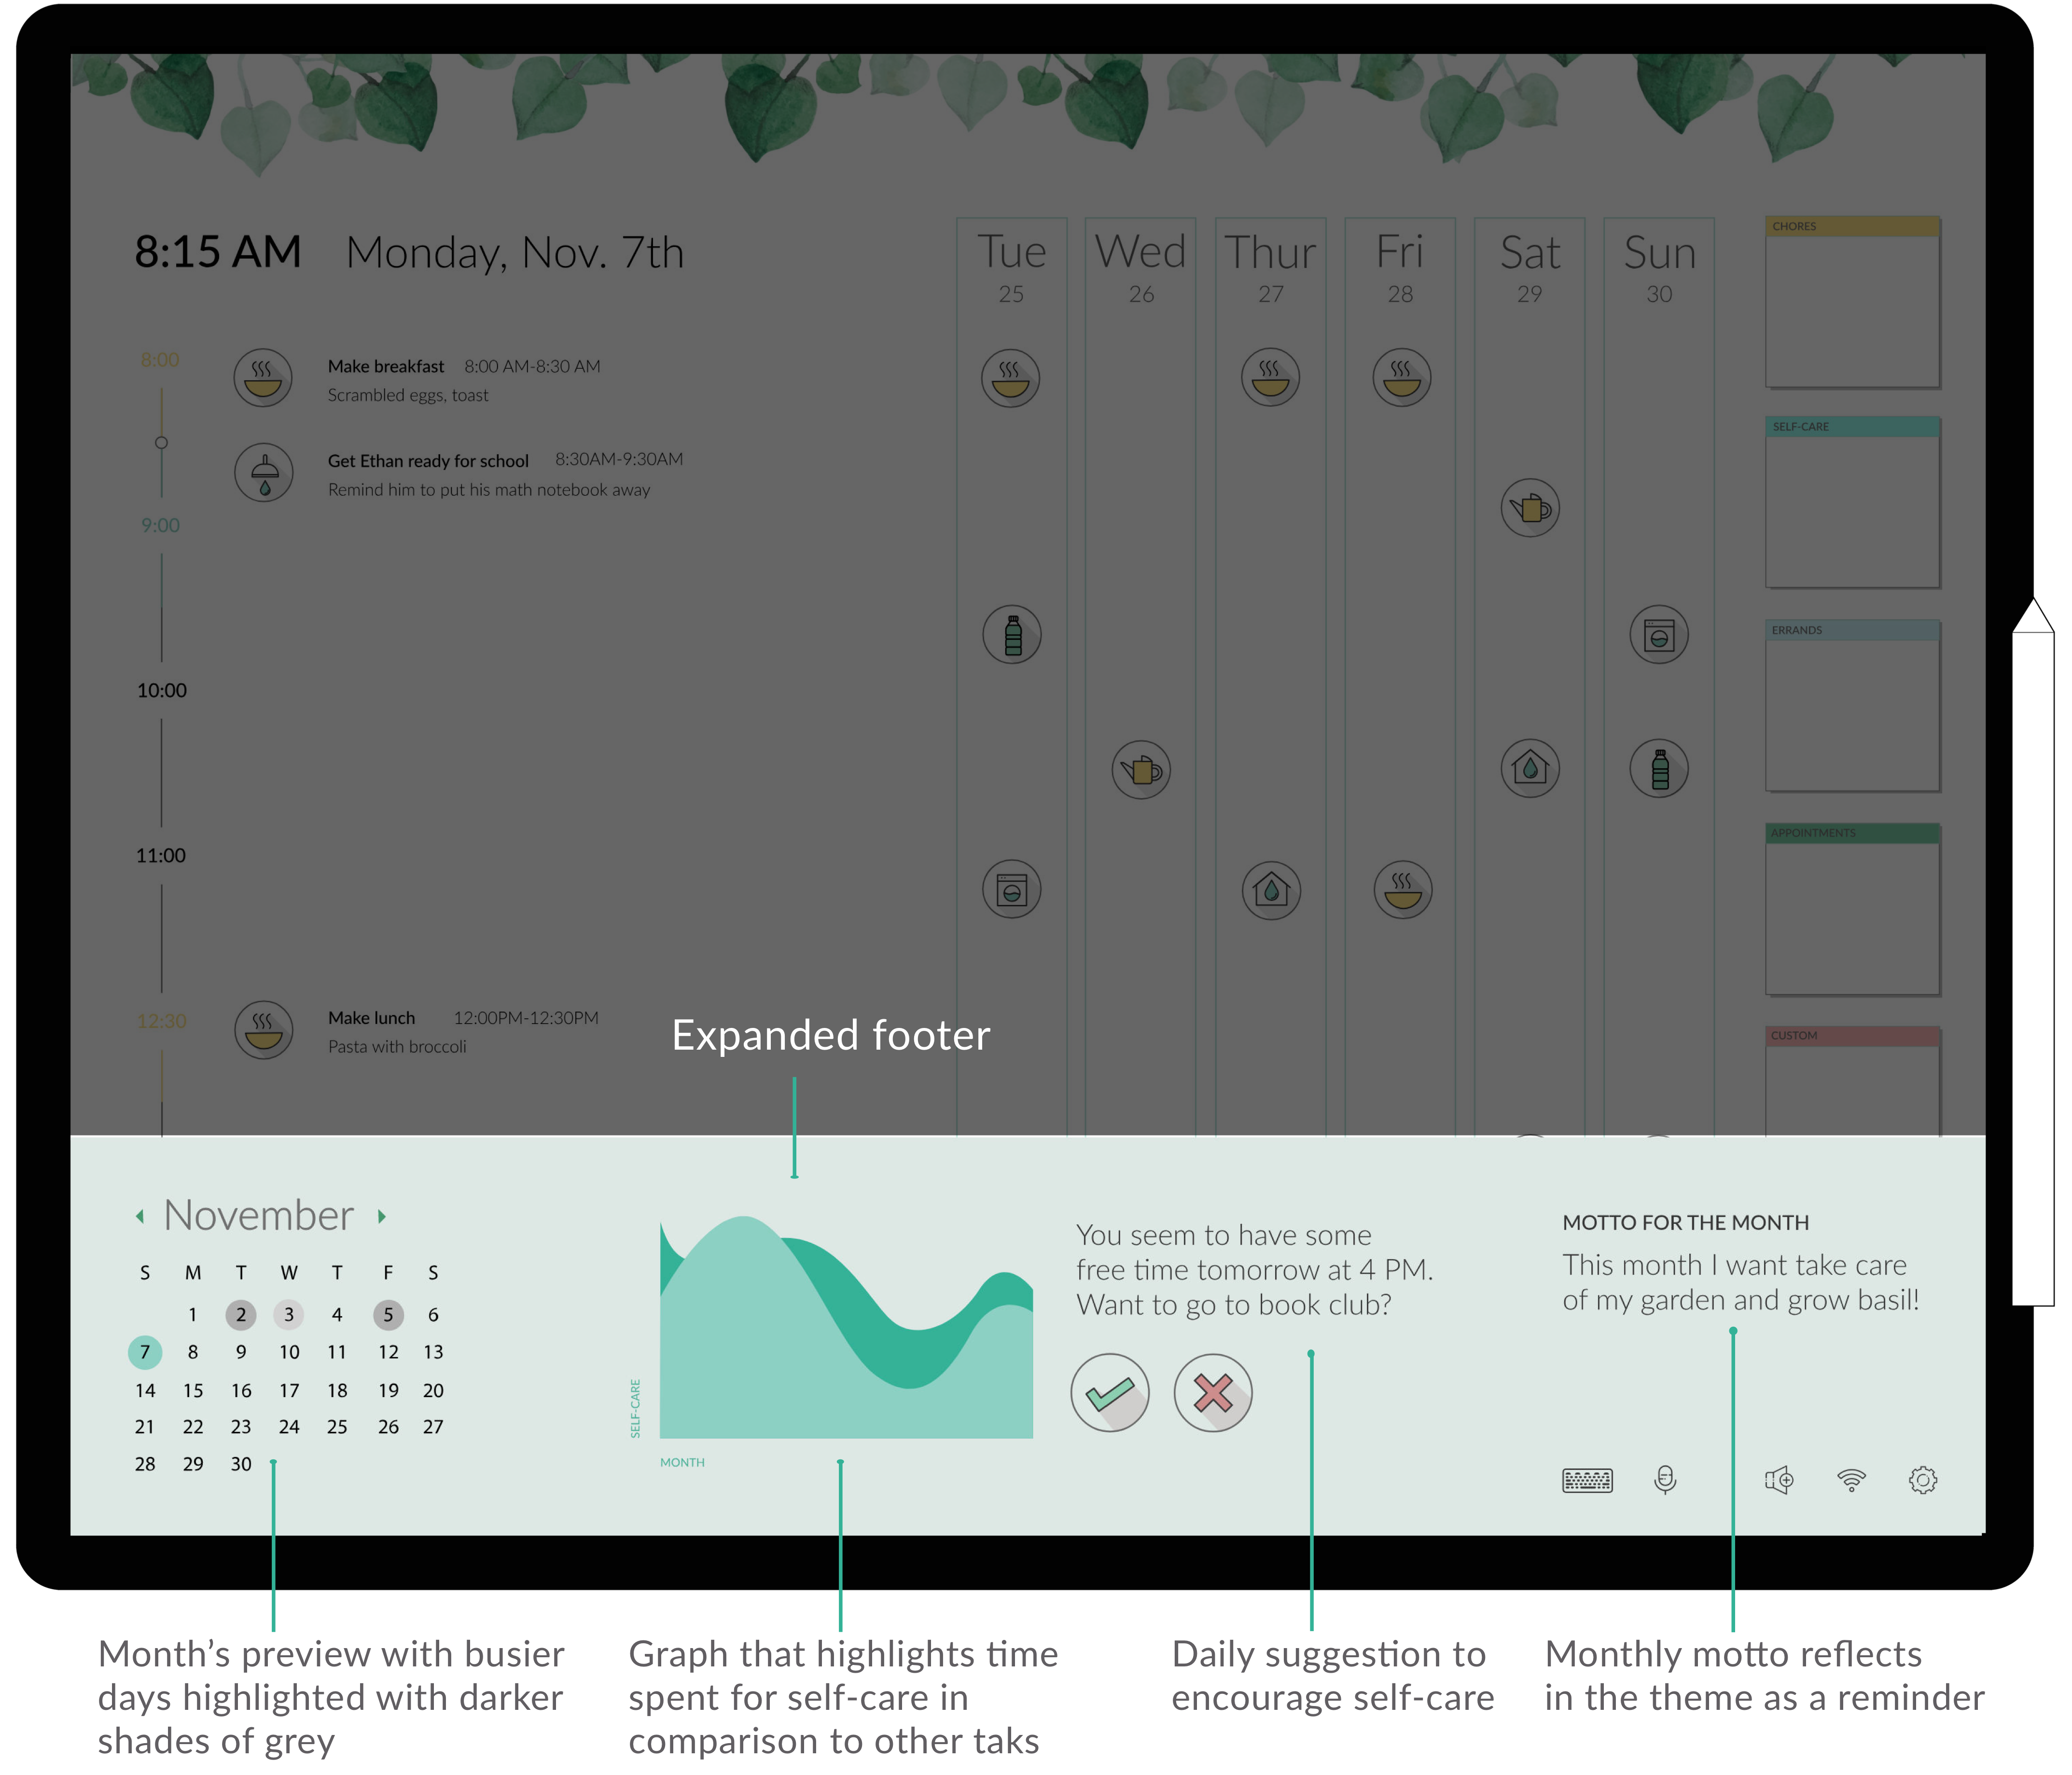 8:15 AM Monday, Nov. 7th
Tue Wed Thur Fri Sat Sun
25 26 27 28 29 30
8:00
Make breakfast 8:00 AM-8:30 AM
Scrambled eggs, toast
Get Ethan ready for school 8:30AM-9:30AM
Remind him to put his math notebook away
9:00
10:00
11:00
12:30
Make lunch 12:00PM-12:30PM
Pasta with broccoli
CHORES
SELF-CARE
ERRANDS
APPOINTMENTS
CUSTOM
Expanded footer
November
S M T W T F S
1 2 3 4 5 6
7 8 9 10 11 12 13
14 15 16 17 18 19 20
21 22 23 24 25 26 27
28 29 30
SELF-CARE
MONTH
You seem to have some
free time tomorrow at 4 PM.
Want to go to book club?
MOTTO FOR THE MONTH
This month I want take care
of my garden and grow basil!
Month’s preview with busier
days highlighted with darker
shades of grey
Graph that highlights time
spent for self-care in
comparison to other taks
Daily suggestion to
encourage self-care
Monthly motto reflects
in the theme as a reminder